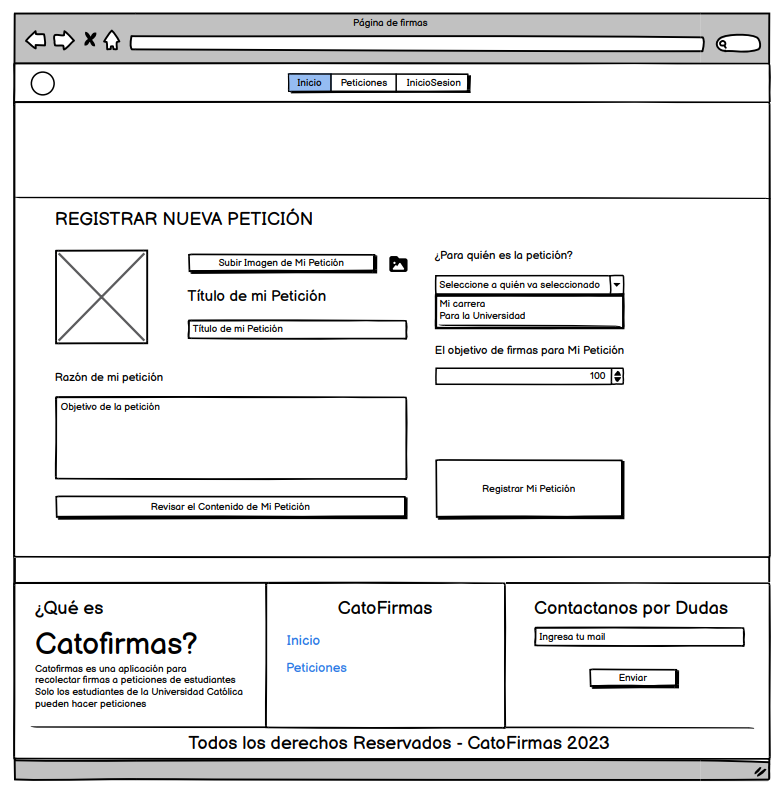 Página de firmas
Inicio
Peticiones
InicioSesion
REGISTRAR NUEVA PETICIÓN
Subir Imagen de Mi Petición
Título de mi Petición
Título de mi Petición
¿Para quién es la petición?
Seleccione a quién va seleccionado
Mi carrera
Para la Universidad
El objetivo de firmas para Mi Petición
100
Razón de mi petición
Objetivo de la petición
Revisar el Contenido de Mi Petición
Registrar Mi Petición
¿Qué es
Catofirmas?
Catofirmas es una aplicación para
recolectar firmas a peticiones de estudiantes
Solo los estudiantes de la Universidad Católica
pueden hacer peticiones
CatoFirmas
Inicio
Peticiones
Contactanos por Dudas
Ingresa tu mail
Enviar
Todos los derechos Reservados - CatoFirmas 2023